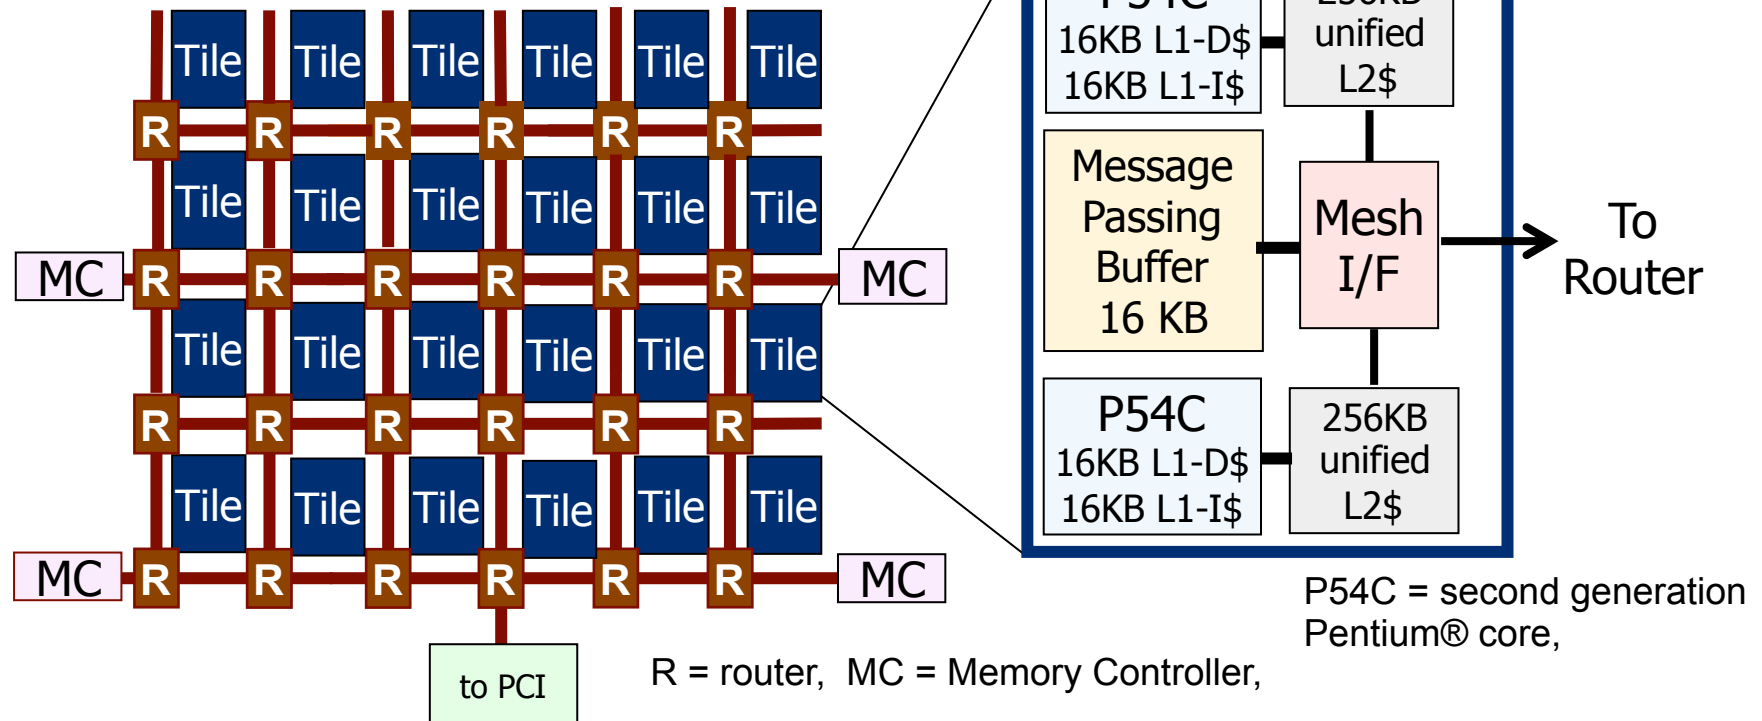 Tile Tile Tile Tile Tile Tile
R R R R R R
Tile Tile Tile Tile Tile Tile
MC R R R R R R MC
Tile Tile Tile Tile Tile Tile
R R R R R R
Tile Tile Tile Tile Tile Tile
MC R R R R R R MC
to PCI
R = router, MC = Memory Controller,
P54C
16KB L1-D$
16KB L1-I$
256KB
unified
L2$
Message
Passing
Buffer
16 KB
Mesh
I/F
To
Router
P54C
16KB L1-D$
16KB L1-I$
256KB
unified
L2$
P54C = second generation
Pentium® core,